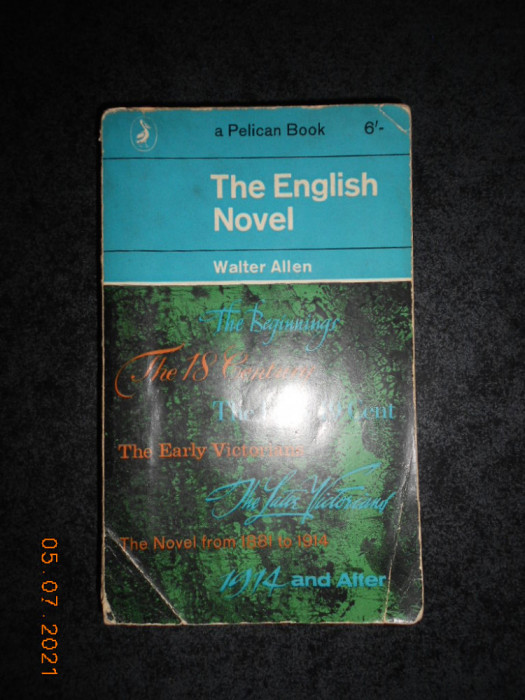 a Pelican Book 6'-
The English
Novel
Walter Allen
The Beginnings
The 18 Century
The
The Early Victorians
The Later Victorians
The Novel from 1881 to 1914
1914 and After
05.07.2021